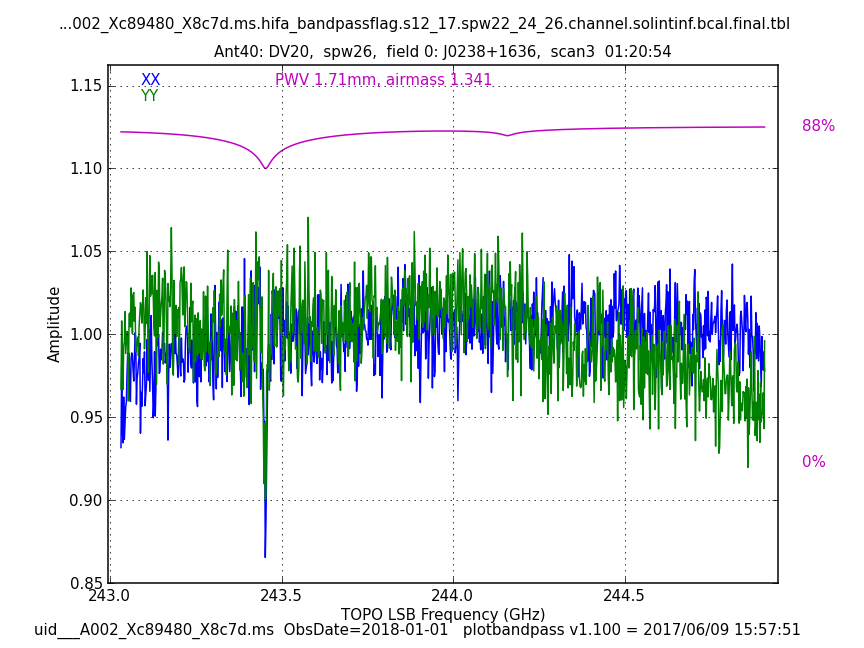 ...002_Xc89480_X8c7d.ms.hifa_bandpassflag.s12_17.spw22_24_26.channel.solintinf.bcal.final.tbl
Ant40: DV20, spw26, field 0: J0238+1636, scan3 01:20:54
XX
YY
PWV 1.71mm, airmass 1.341
1.15
1.10
1.05
1.00
0.95
0.90
0.85
Amplitude
88%
0%
243.0
243.5
244.0
244.5
TOPO LSB Frequency (GHz)
uid___A002_Xc89480_X8c7d.ms ObsDate=2018-01-01 plotbandpass v1.100 = 2017/06/09 15:57:51